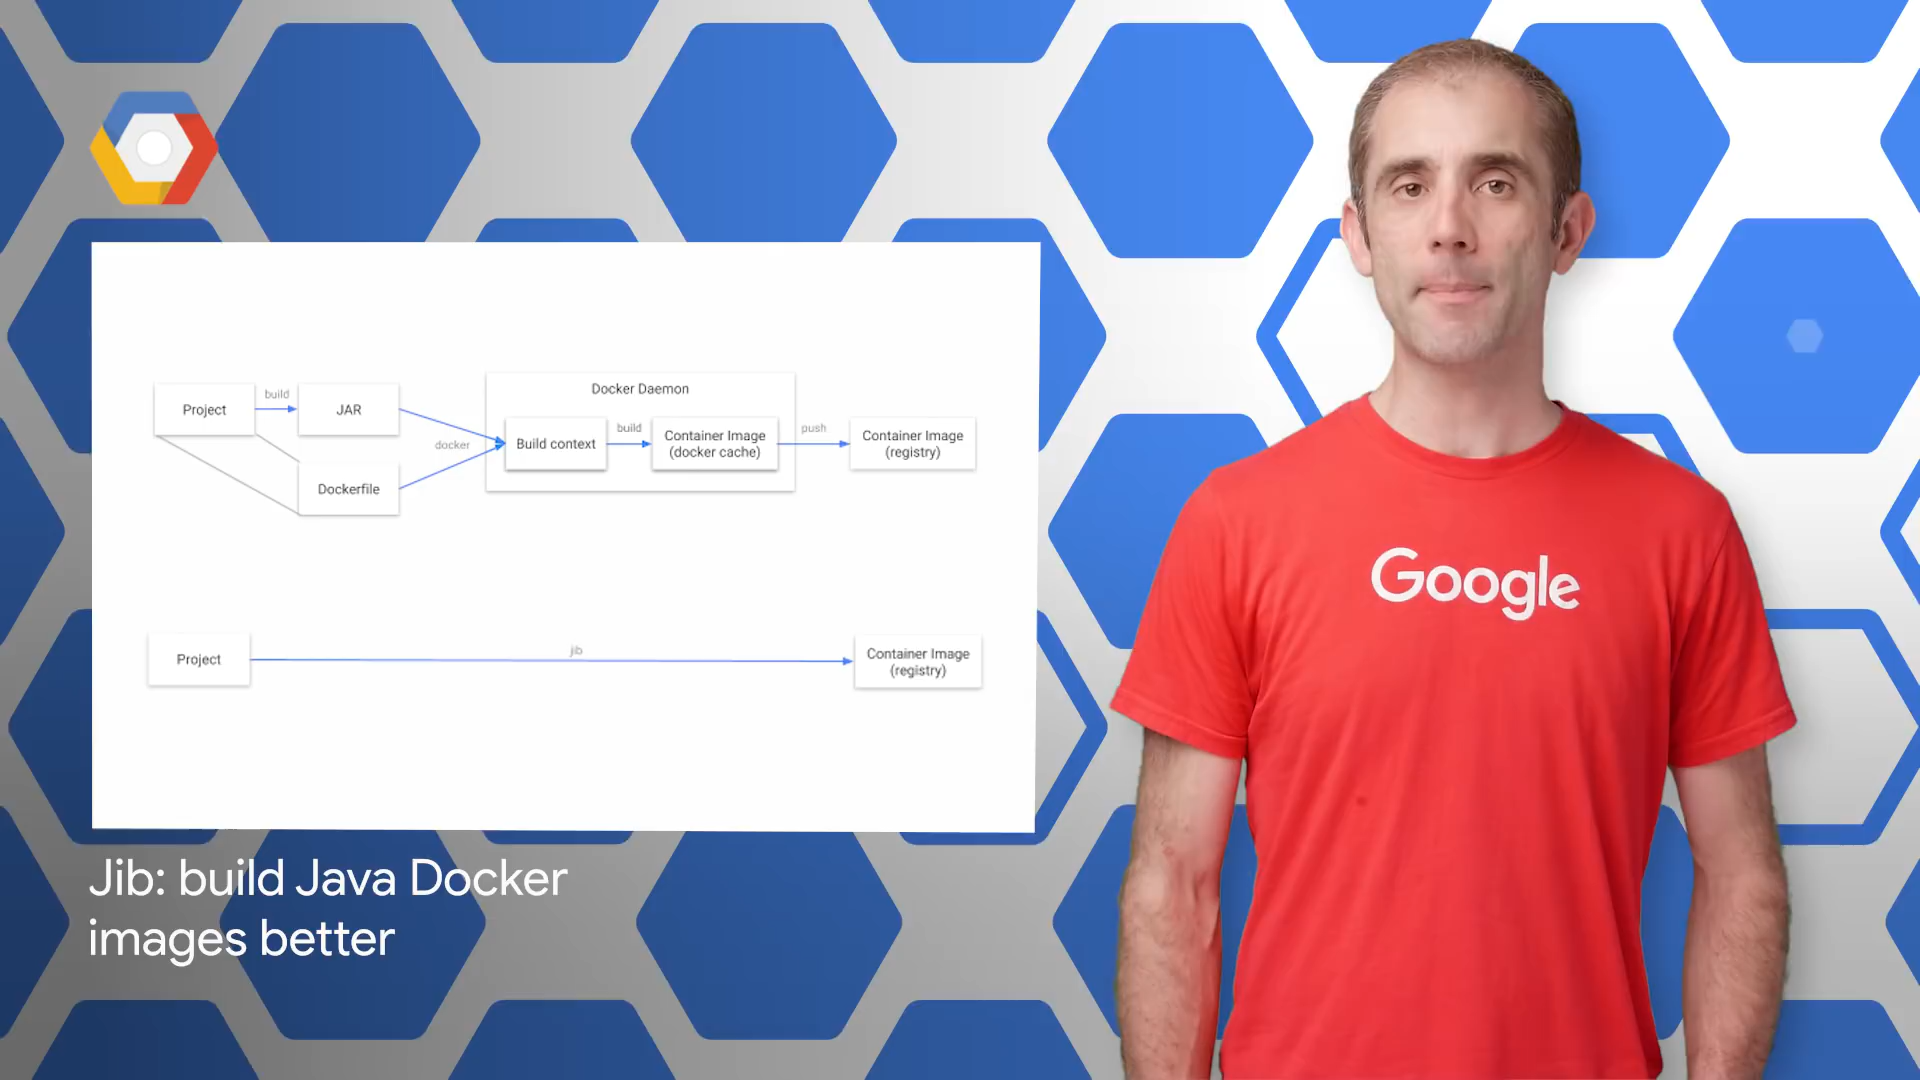 Docker Daemon
Project
build
JAR
docker
Dockerfile
Build context
build
Container Image
(docker cache)
push
Container Image
(registry)
Project
jib
Container Image
(registry)
Jib: build Java Docker
images better
Google